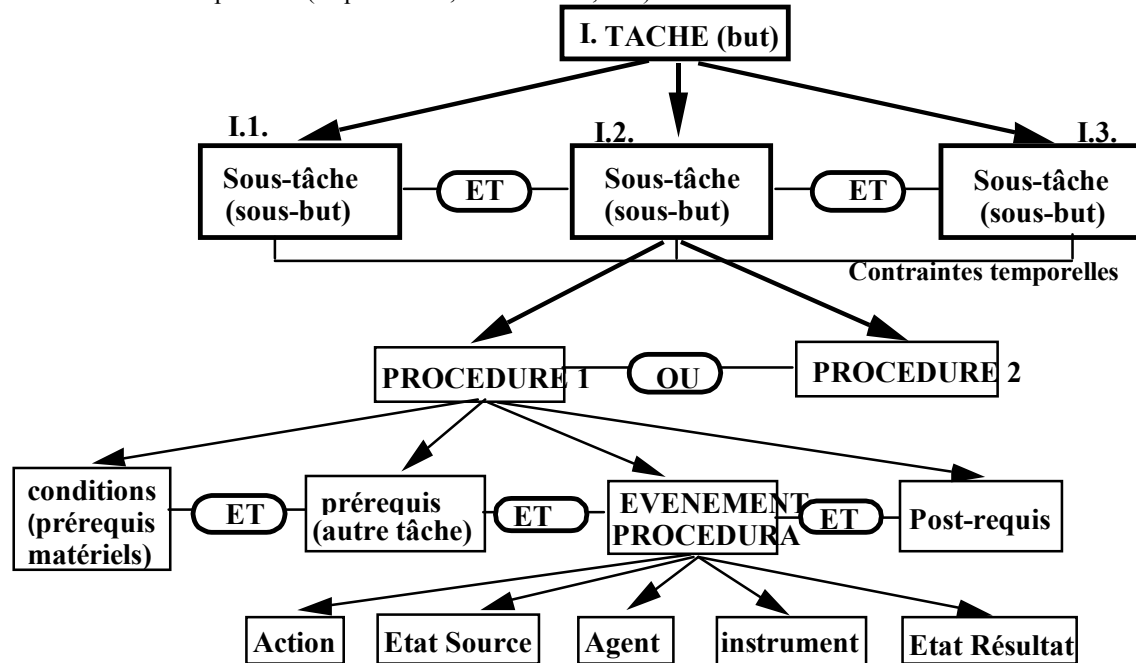 I. TACHE (but)
I.1.
I.2.
I.3.
Sous-tâche
(sous-but)
ET
Sous-tâche
(sous-but)
ET
Sous-tâche
(sous-but)
Contraintes temporelles
PROCEDURE 1
OU
PROCEDURE 2
conditions
(prérequis
matériels)
ET
prérequis
(autre tâche)
ET
EVENEMENT
PROCEDURA
ET
Post-requis
Action
Etat Source
Agent
instrument
Etat Résultat